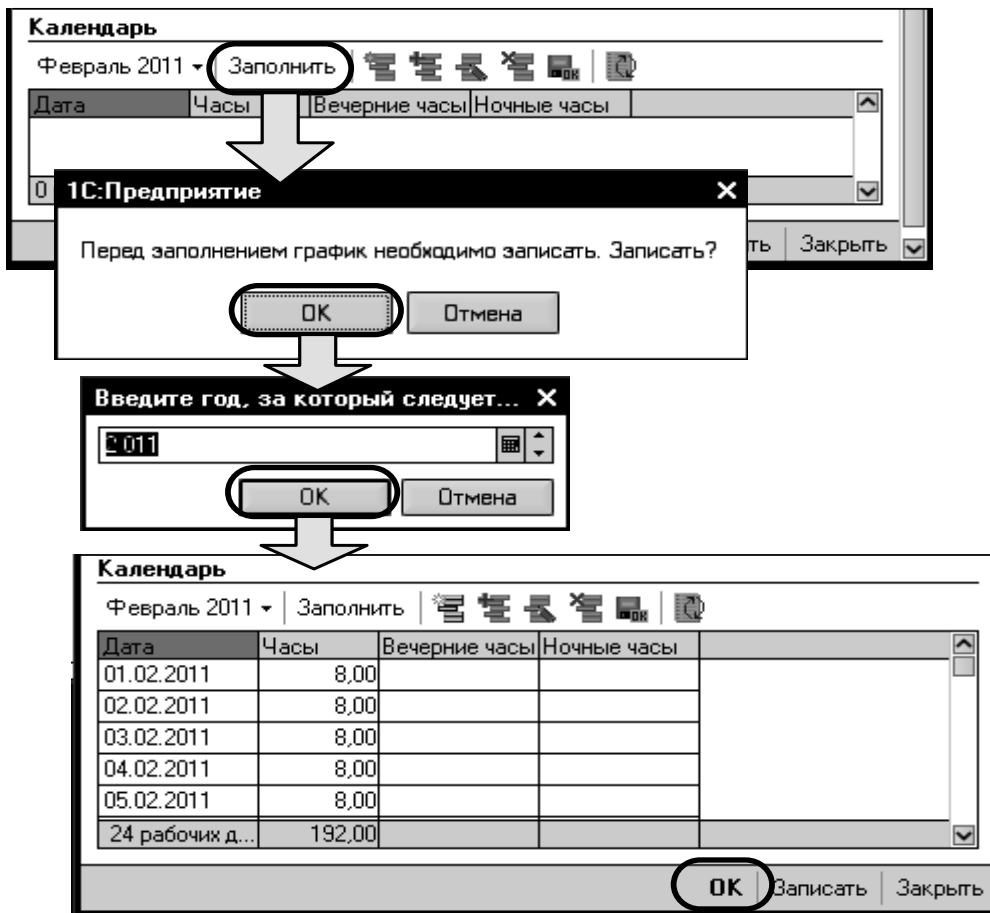 Календарь
Февраль 2011 Заполнить
Дата Часы Вечерние часы Ночные часы
0
1С:Предприятие
Перед заполнением график необходимо записать. Записать?
ть Закрыть
OK Отмена
Введите год, за который следует...
2 011
OK Отмена
Календарь
Февраль 2011 Заполнить
Дата Часы Вечерние часы Ночные часы
01.02.2011 8,00
02.02.2011 8,00
03.02.2011 8,00
04.02.2011 8,00
05.02.2011 8,00
24 рабочих д... 192,00
OK Записать Закрыть